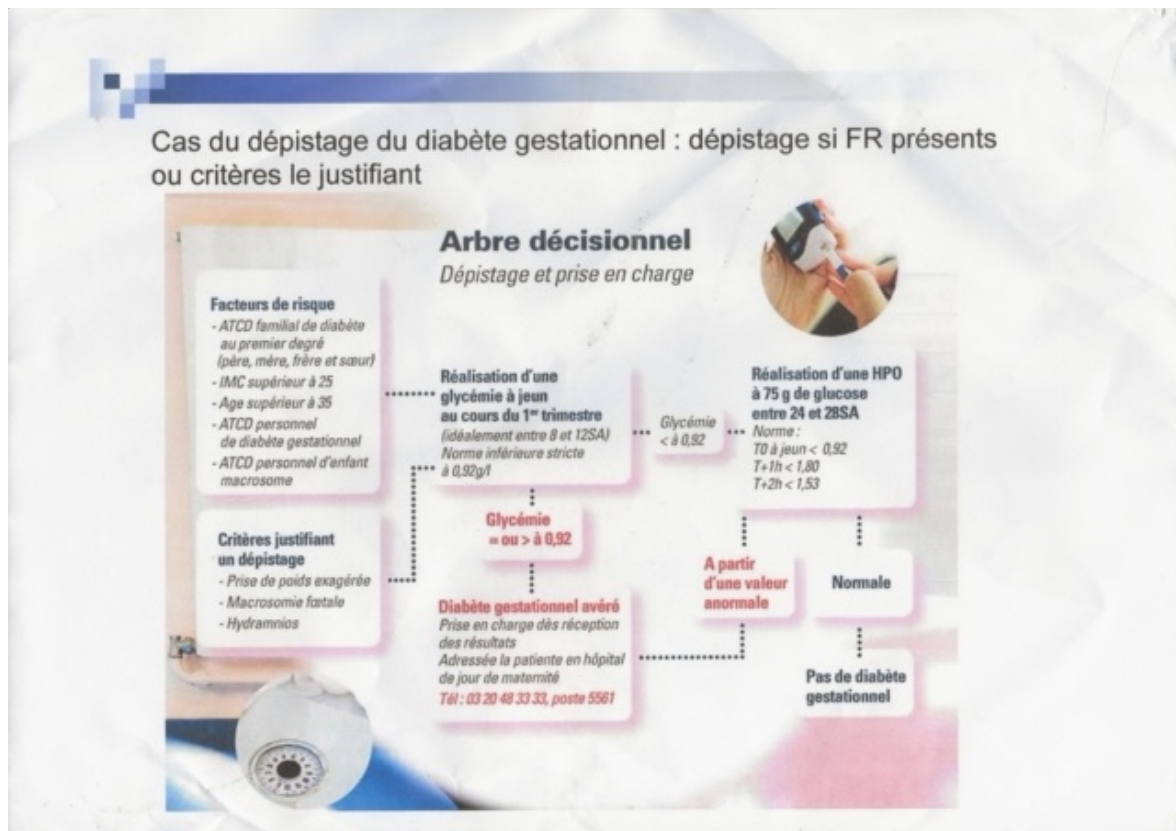 Cas du dépistage du diabète gestationnel : dépistage si FR présents
ou critères le justifiant
Arbre décisionnel
Dépistage et prise en charge
Facteurs de risque
- ATCD familial de diabète
au premier degré
(père, mère, frère et sœur)
- IMC supérieur à 25
- Age supérieur à 35
- ATCD personnel
de diabète gestationnel
- ATCD personnel d'enfant
macrosome
Critères justifiant
un dépistage
- Prise de poids exagérée
- Macrosomie fœtale
- Hydramnios
Réalisation d'une
glycémie à jeun
au cours du 1er trimestre
(idéalement entre 8 et 12SA)
Norme inférieure stricte
à 0,92g/l
Glycémie
< à 0,92
Réalisation d'une HPO
à 75 g de glucose
entre 24 et 28SA
Norme :
T0 à jeun < 0,92
T+1h < 1,80
T+2h < 1,53
Glycémie
= ou > à 0,92
Diabète gestationnel avéré
Prise en charge dès réception
des résultats
Adressée la patiente en hôpital
de jour de maternité
Tél : 03 20 48 33 33, poste 5561
A partir
d'une valeur
anormale
Normale
Pas de diabète
gestationnel